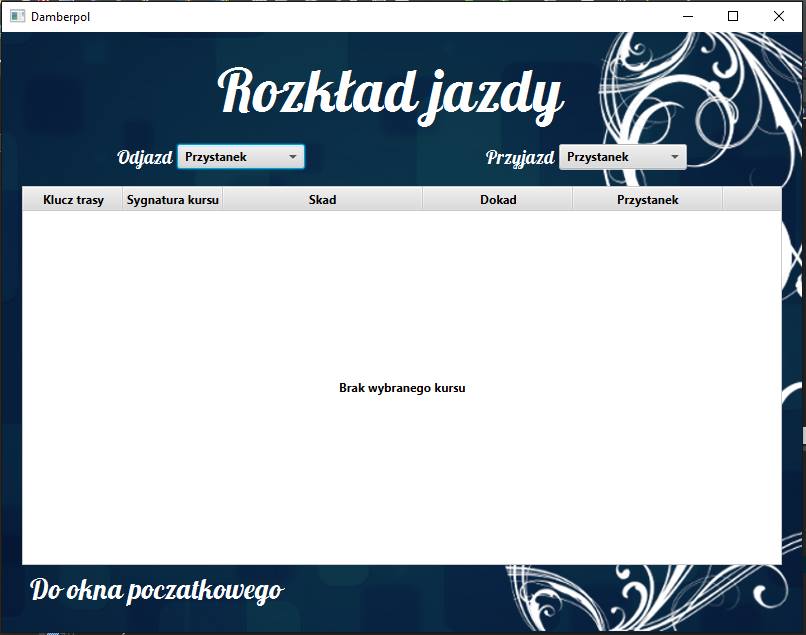 Damberpol
Rozkład jazdy
Odjazd Przystanek Przyjazd Przystanek
Klucz trasy Sygnatura kursu Skad Dokad Przystanek
Brak wybranego kursu
Do okna poczatkowego